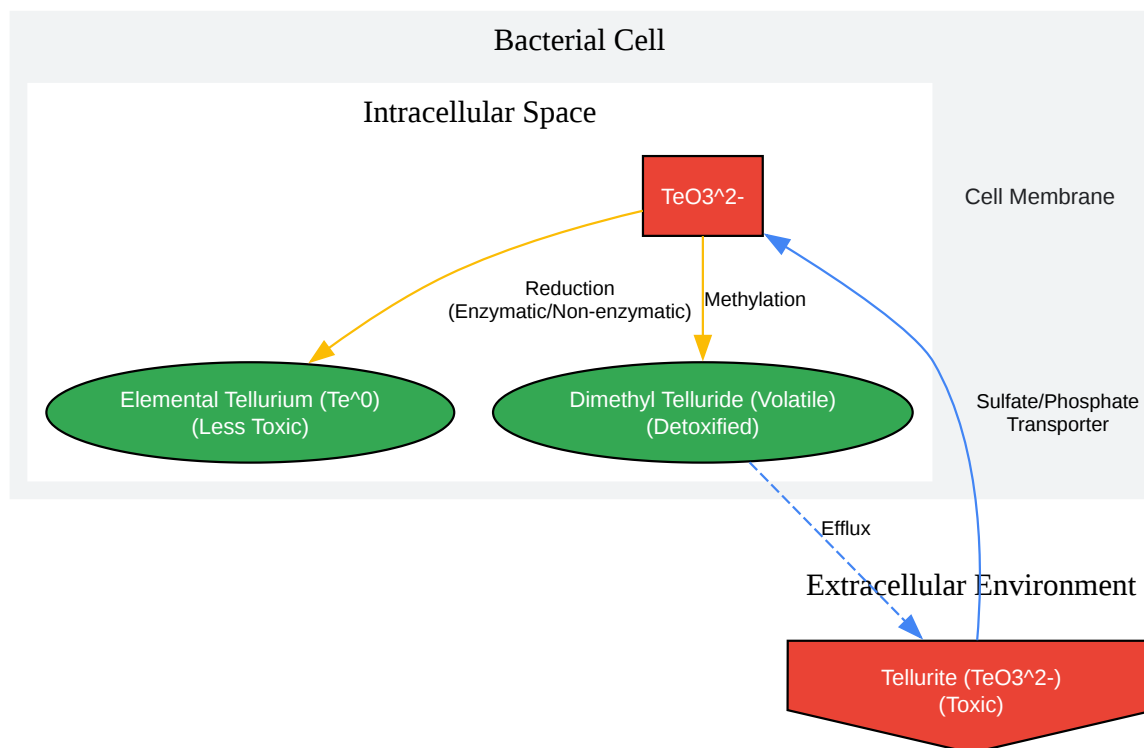 Bacterial Cell
Intracellular Space
TeO3^2-
Cell Membrane
Reduction
(Enzymatic/Non-enzymatic)
Methylation
Elemental Tellurium (Te^0)
(Less Toxic)
Dimethyl Telluride (Volatile)
(Detoxified)
Sulfate/Phosphate
Transporter
Efflux
Extracellular Environment
Tellurite (TeO3^2-)
(Toxic)